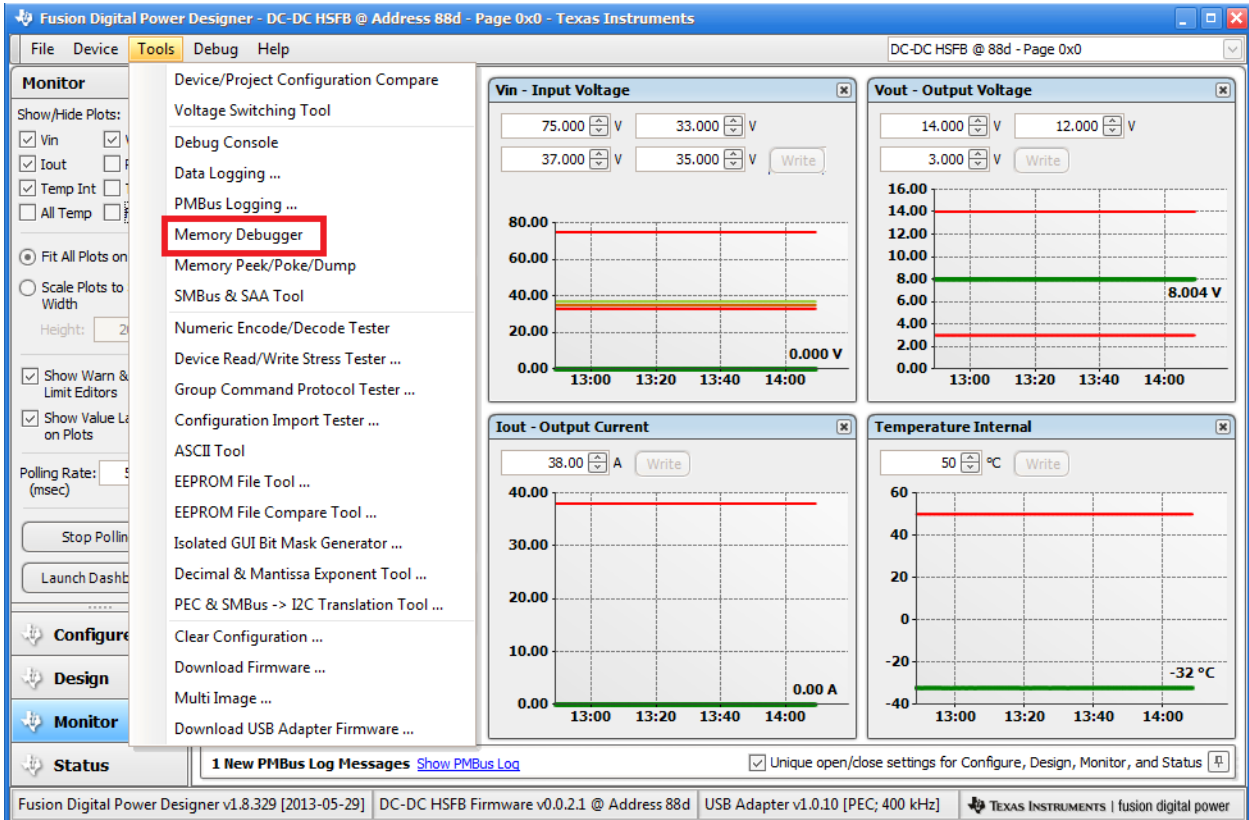 Fusion Digital Power Designer - DC-DC HSFB @ Address 88d - Page 0x0 - Texas Instruments
File Device Tools Debug Help
DC-DC HSFB @ 88d - Page 0x0
Monitor
Show/Hide Plots:
Vin
Iout
Temp Int
All Temp
Fit All Plots on
Scale Plots to
Width
Height:
Show Warn &
Limit Editors
Show Value La
on Plots
Polling Rate:
(msec)
Stop Pollin
Launch Dashb
Configure
Design
Monitor
Status
Device/Project Configuration Compare
Voltage Switching Tool
Debug Console
Data Logging ...
PMBus Logging ...
Memory Debugger
Memory Peek/Poke/Dump
SMBus & SAA Tool
Numeric Encode/Decode Tester
Device Read/Write Stress Tester ...
Group Command Protocol Tester ...
Configuration Import Tester ...
ASCII Tool
EEPROM File Tool ...
EEPROM File Compare Tool ...
Isolated GUI Bit Mask Generator ...
Decimal & Mantissa Exponent Tool ...
PEC & SMBus -> I2C Translation Tool ...
Clear Configuration ...
Download Firmware ...
Multi Image ...
Download USB Adapter Firmware ...
Vin - Input Voltage
75.000 V 33.000 V
37.000 V 35.000 V Write
80.00
60.00
40.00
20.00
0.00
0.000 V
13:00 13:20 13:40 14:00
Vout - Output Voltage
14.000 V 12.000 V
3.000 V Write
16.00
14.00
12.00
10.00
8.00
6.00
4.00
2.00
0.00
8.004 V
13:00 13:20 13:40 14:00
Iout - Output Current
38.00 A Write
40.00
30.00
20.00
10.00
0.00
0.00 A
13:00 13:20 13:40 14:00
Temperature Internal
50 °C Write
60
40
20
0
-20
-40
-32 °C
13:00 13:20 13:40 14:00
1 New PMBus Log Messages Show PMBus Log
Unique open/close settings for Configure, Design, Monitor, and Status
Fusion Digital Power Designer v1.8.329 [2013-05-29] DC-DC HSFB Firmware v0.0.2.1 @ Address 88d USB Adapter v1.0.10 [PEC; 400 kHz] TEXAS INSTRUMENTS | fusion digital power